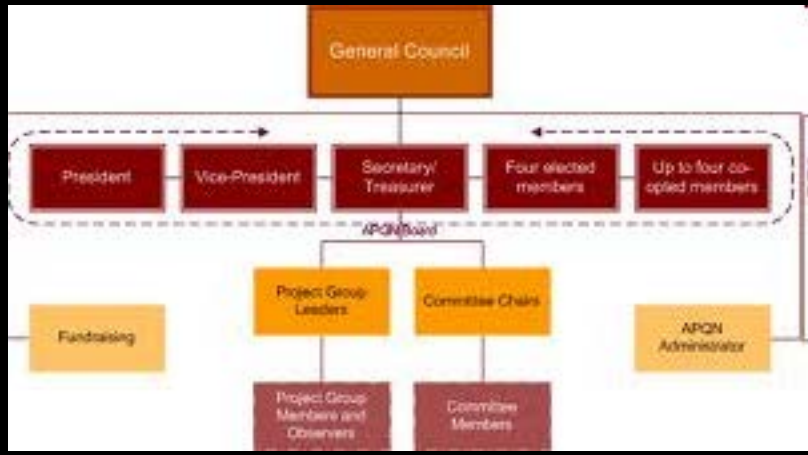 General Council
President
Vice-President
Secretary/
Treasurer
Four elected
members
Up to four co-
opted members
APQN Board
Project Group
Leaders
Committee Chairs
Fundraising
APQN
Administrator
Project Group
Members and
Observers
Committee
Members